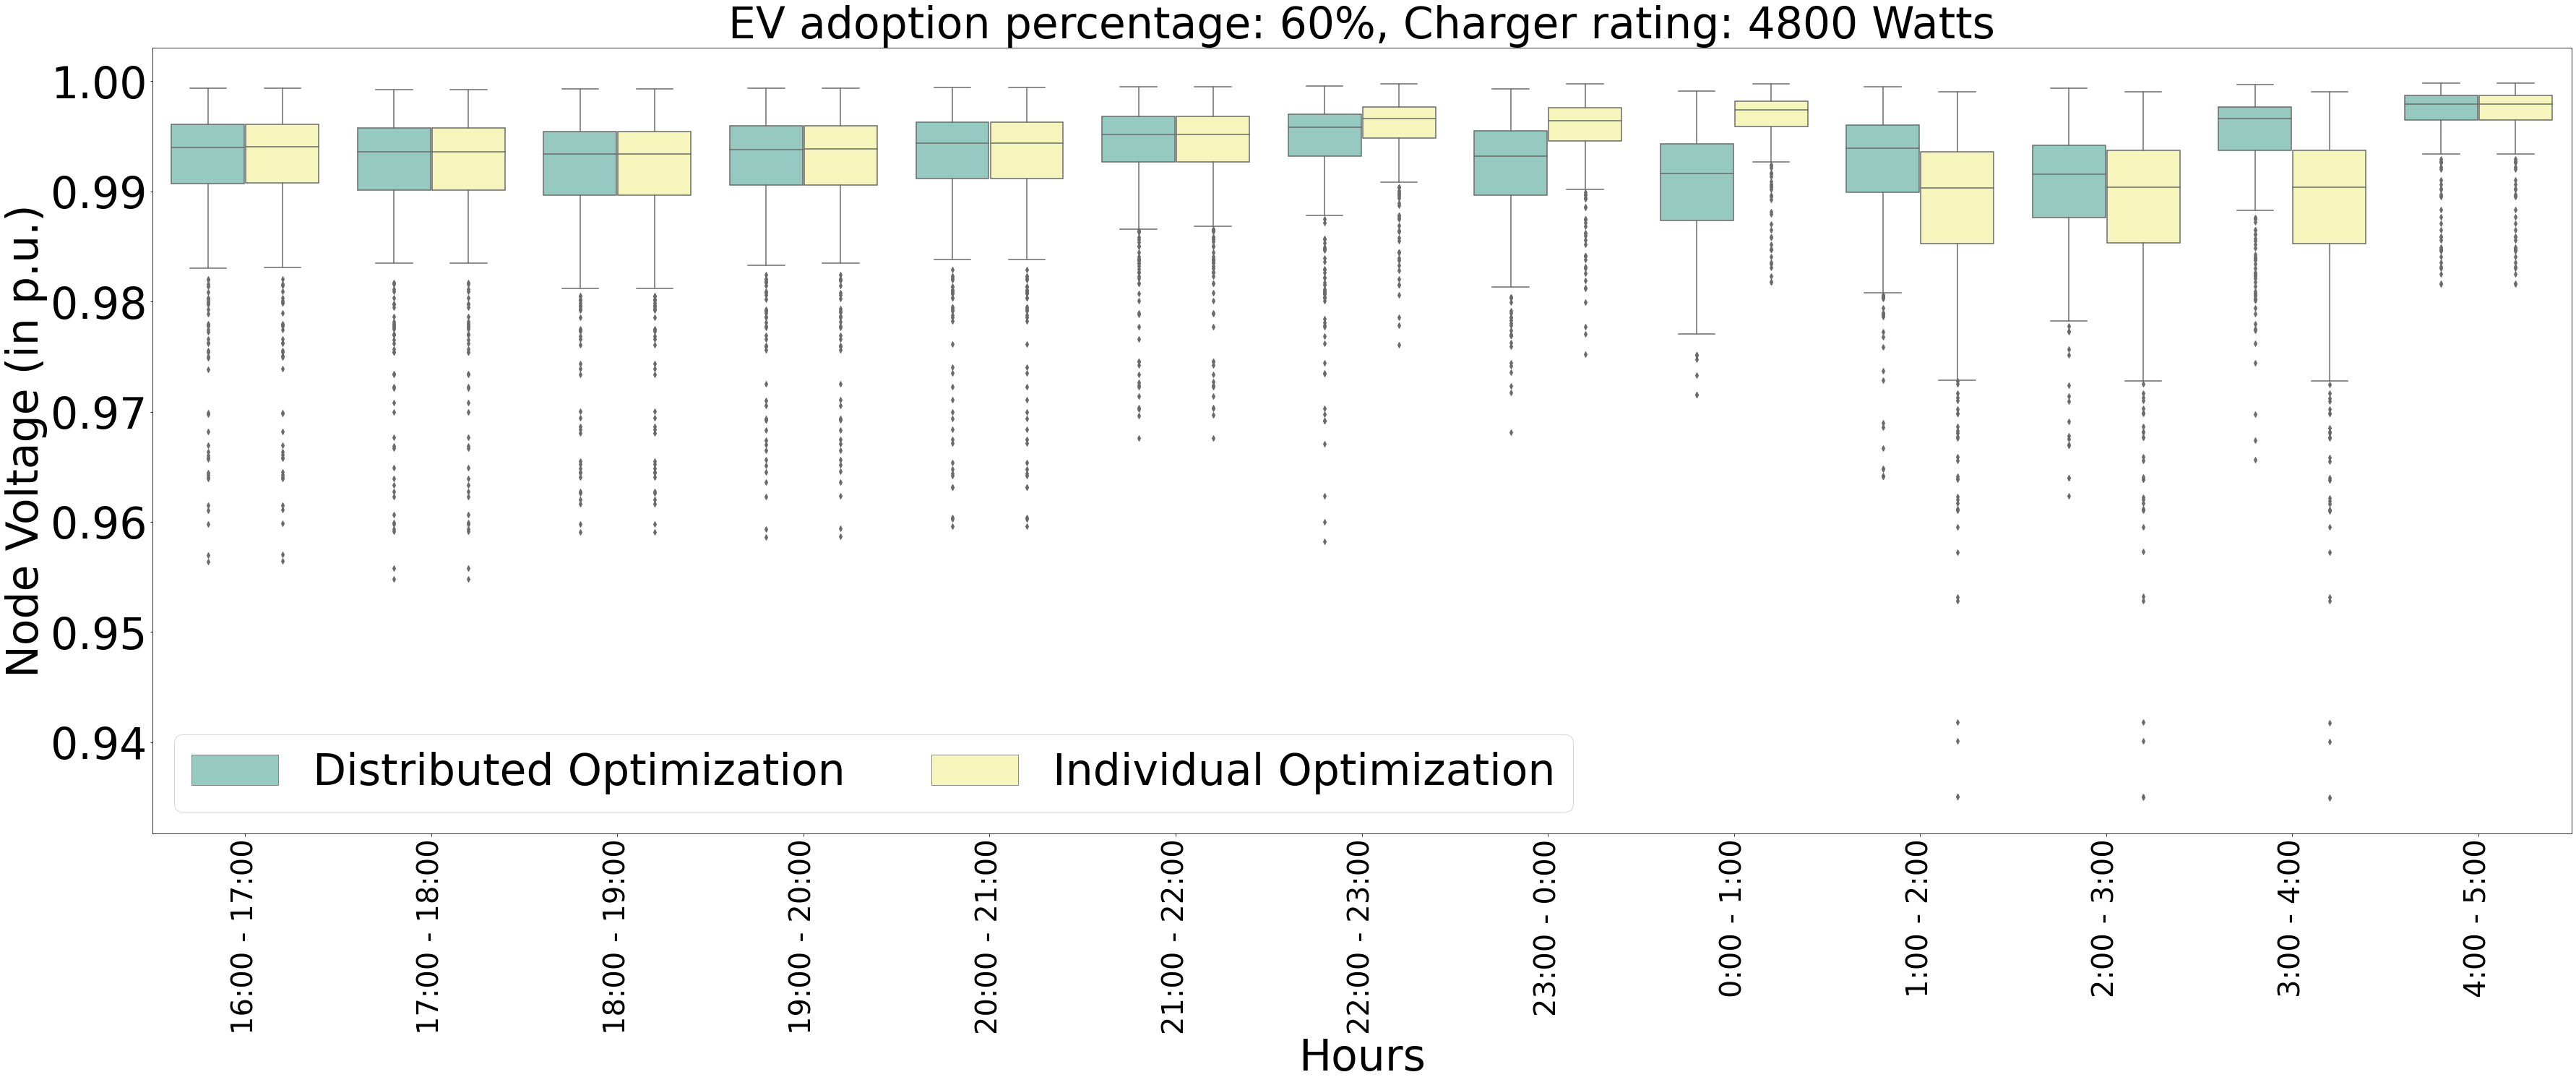 EV adoption percentage: 60%, Charger rating: 4800 Watts
Node Voltage (in p.u.)
1.00
0.99
0.98
0.97
0.96
0.95
0.94
Distributed Optimization
Individual Optimization
16:00 - 17:00
17:00 - 18:00
18:00 - 19:00
19:00 - 20:00
20:00 - 21:00
21:00 - 22:00
22:00 - 23:00
23:00 - 0:00
0:00 - 1:00
1:00 - 2:00
2:00 - 3:00
3:00 - 4:00
4:00 - 5:00
Hours